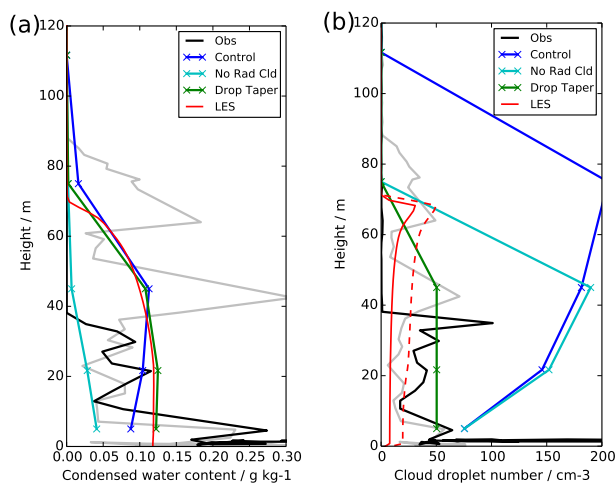 (a)
(b)
Obs
Control
No Rad Cld
Drop Taper
LES
Obs
Control
No Rad Cld
Drop Taper
LES
120
100
80
60
40
20
0
Height / m
0.00 0.05 0.10 0.15 0.20 0.25 0.30
Condensed water content / g kg-1
120
100
80
60
40
20
0
Height / m
0 50 100 150 200
Cloud droplet number / cm-3